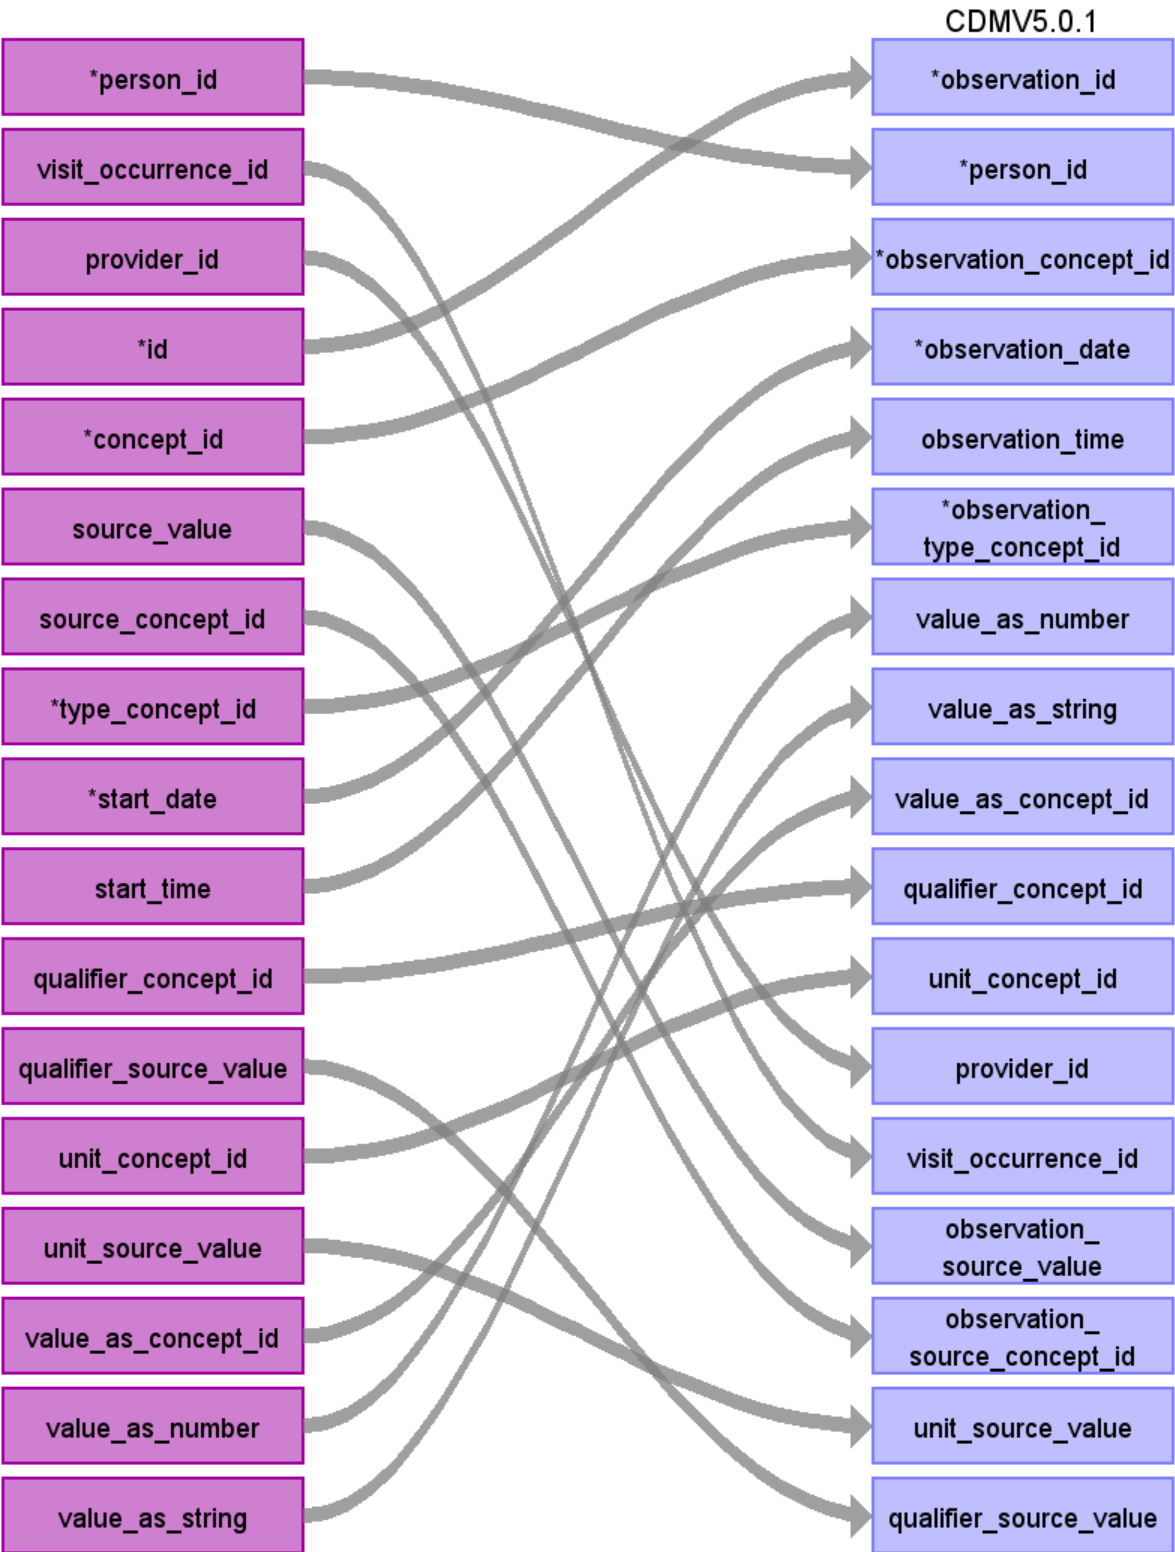 CDMV5.0.1
*person_id
*observation_id
visit_occurrence_id
*person_id
provider_id
*observation_concept_id
*id
*observation_date
*concept_id
observation_time
source_value
*observation_
type_concept_id
source_concept_id
value_as_number
*type_concept_id
value_as_string
*start_date
value_as_concept_id
start_time
qualifier_concept_id
qualifier_concept_id
unit_concept_id
qualifier_source_value
provider_id
unit_concept_id
visit_occurrence_id
unit_source_value
observation_
source_value
value_as_concept_id
observation_
source_concept_id
value_as_number
unit_source_value
value_as_string
qualifier_source_value